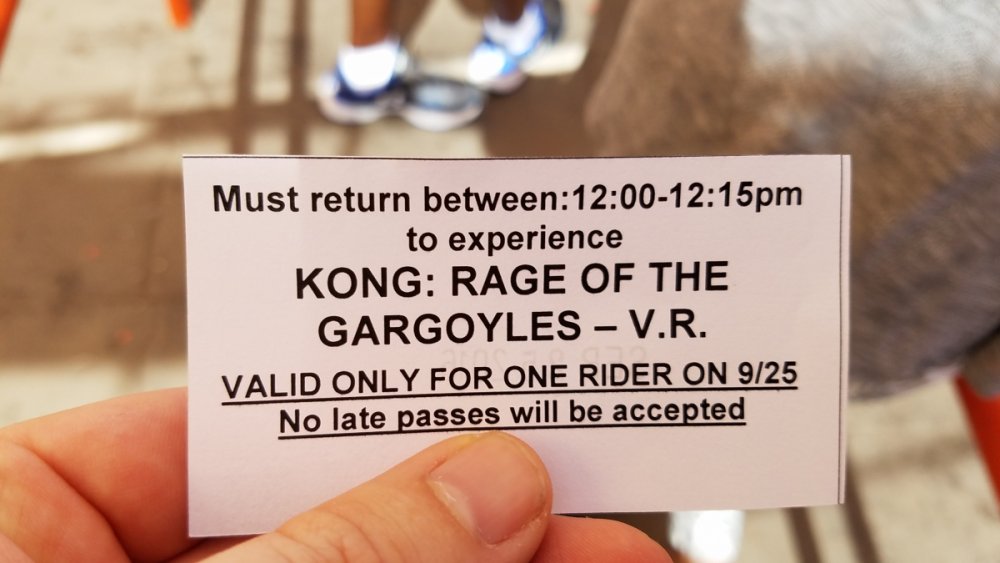 Must return between:12:00-12:15pm
to experience
KONG: RAGE OF THE
GARGOYLES – V.R.
VALID ONLY FOR ONE RIDER ON 9/25
No late passes will be accepted